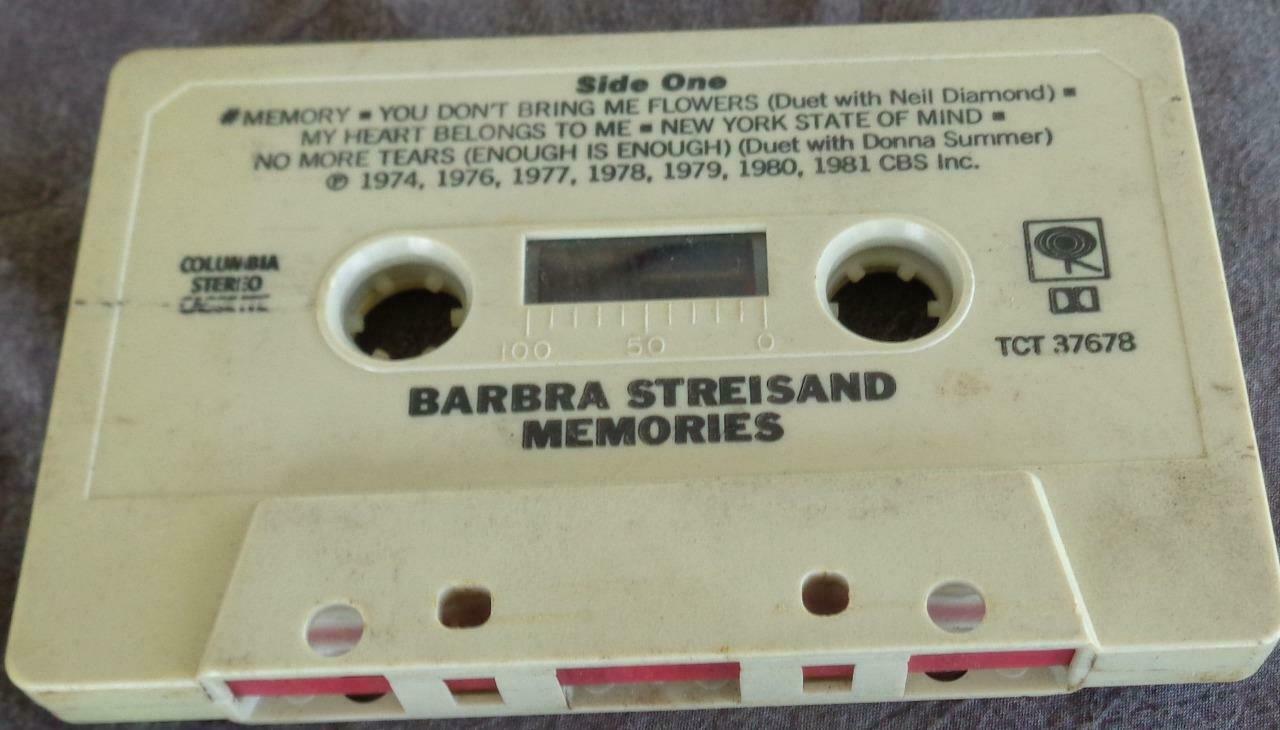 Side One
#MEMORY ▪ YOU DON'T BRING ME FLOWERS (Duet with Neil Diamond) ▪
MY HEART BELONGS TO ME ▪ NEW YORK STATE OF MIND ▪
NO MORE TEARS (ENOUGH IS ENOUGH) (Duet with Donna Summer)
℗ 1974, 1976, 1977, 1978, 1979, 1980, 1981 CBS Inc.
COLUMBIA
STEREO
CASSETTE
100 50 0
TCT 37678
BARBRA STREISAND
MEMORIES